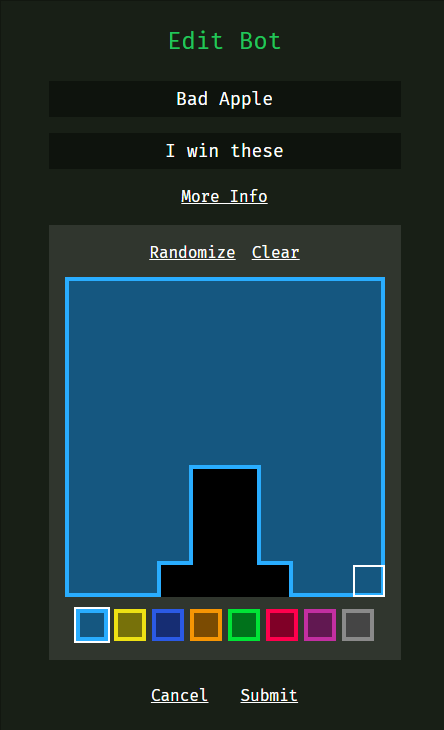 Edit Bot
Bad Apple
I win these
More Info
Randomize Clear
Cancel Submit